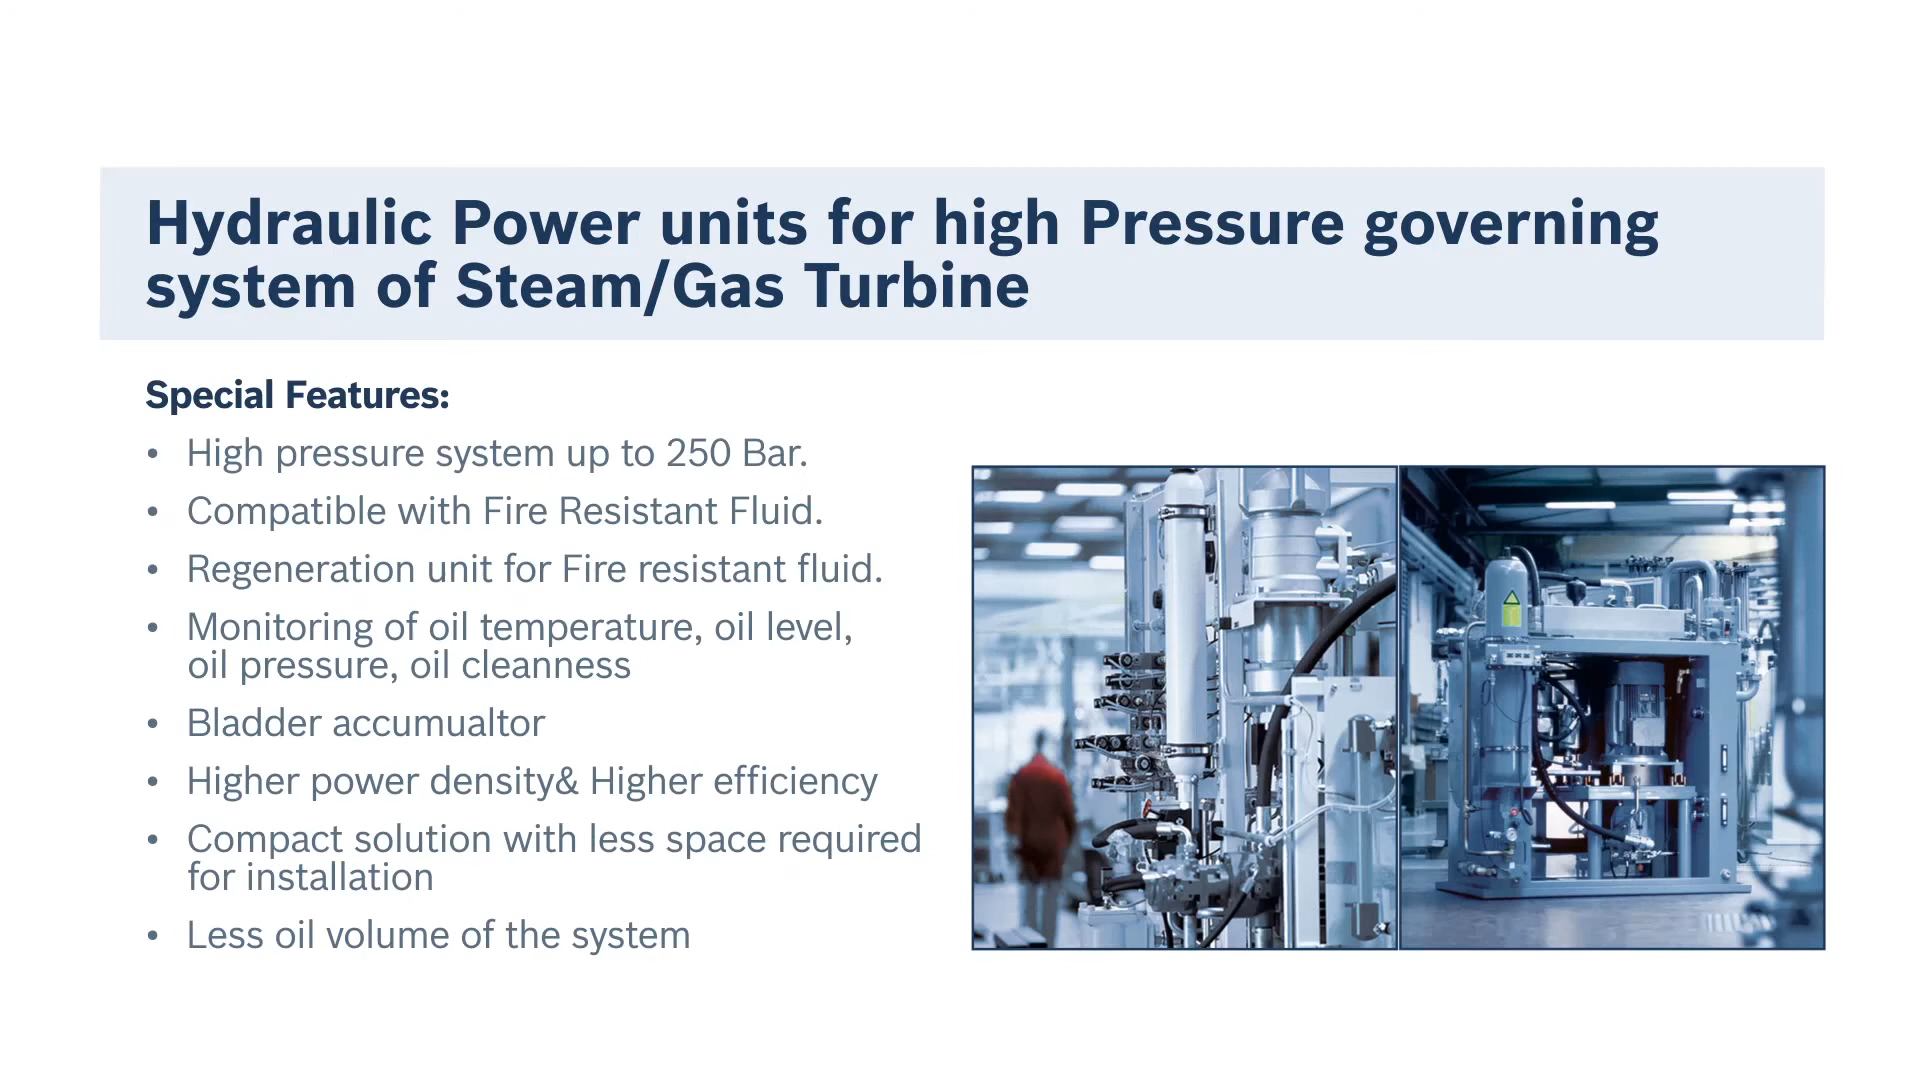 Hydraulic Power units for high Pressure governing
system of Steam/Gas Turbine
Special Features:
• High pressure system up to 250 Bar.
• Compatible with Fire Resistant Fluid.
• Regeneration unit for Fire resistant fluid.
• Monitoring of oil temperature, oil level,
oil pressure, oil cleanness
• Bladder accumualtor
• Higher power density& Higher efficiency
• Compact solution with less space required
for installation
• Less oil volume of the system